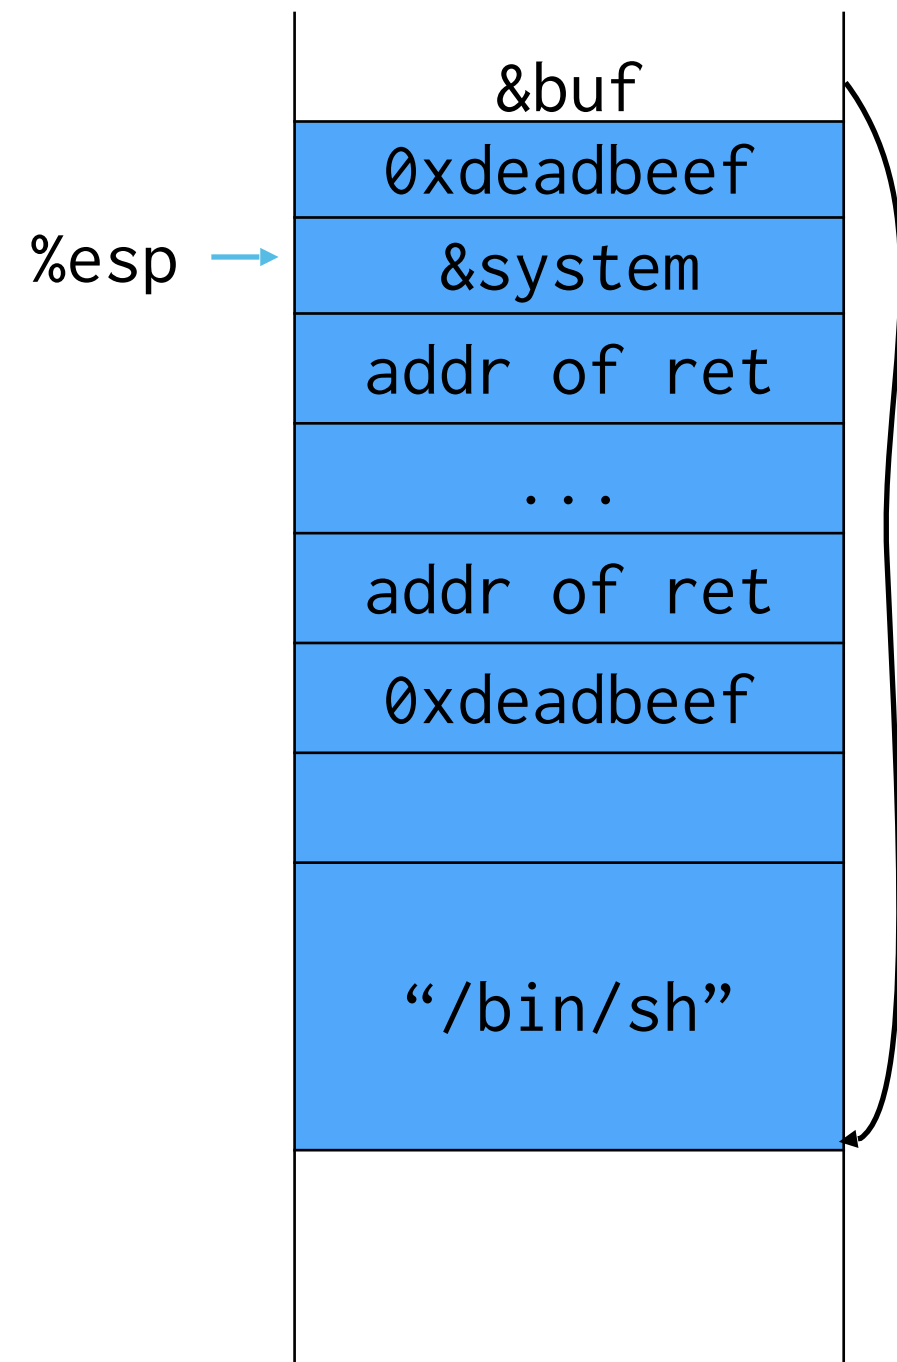 &buf
0xdeadbeef
%esp
&system
addr of ret
...
addr of ret
0xdeadbeef
“/bin/sh”